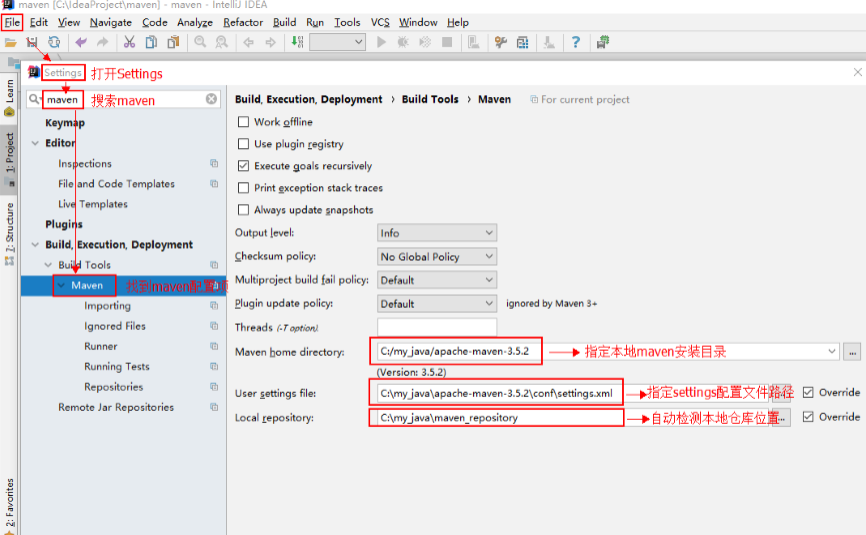 maven [C:\IdeaProject\maven] - maven - IntelliJ IDEA
File Edit View Navigate Code Analyze Refactor Build Run Tools VCS Window Help
Settings 打开Settings
maven 搜索maven
Learn
1: Project
7: Structure
2: Favorites
Keymap
Editor
Inspections
File and Code Templates
Live Templates
Plugins
Build, Execution, Deployment
Build Tools
Maven 找到maven配置
Importing
Ignored Files
Runner
Running Tests
Repositories
Remote Jar Repositories
Build, Execution, Deployment › Build Tools › Maven For current project
Work offline
Use plugin registry
Execute goals recursively
Print exception stack traces
Always update snapshots
Output level: Info
Checksum policy: No Global Policy
Multiproject build fail policy: Default
Plugin update policy: Default ignored by Maven 3+
Threads (-T option)
Maven home directory: C:/my_java/apache-maven-3.5.2 指定本地maven安装目录 ...
(Version: 3.5.2)
User settings file: C:\my_java\apache-maven-3.5.2\conf\settings.xml 指定settings配置文件路径 Override
Local repository: C:\my_java\maven_repository 自动检测本地仓库位置 ... Override